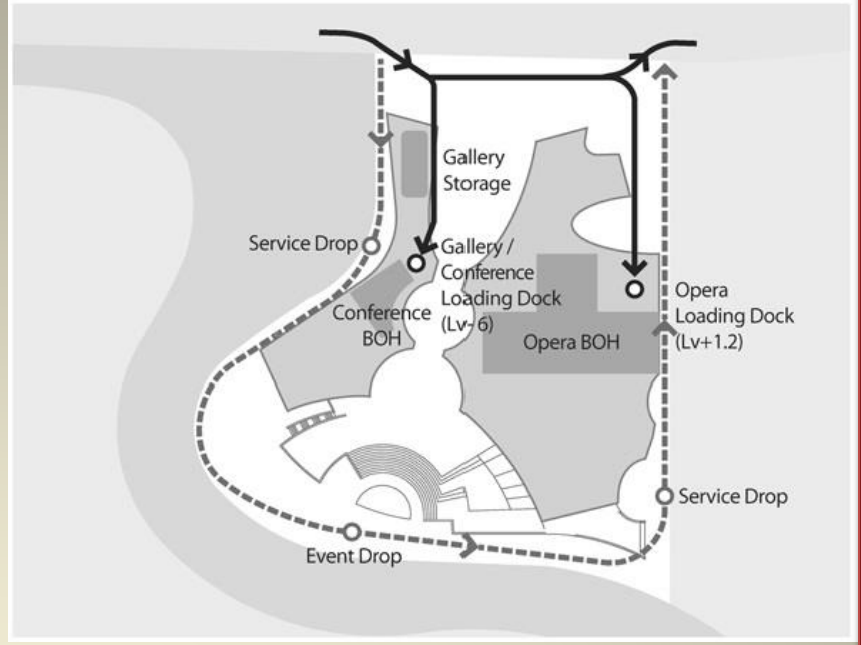 Gallery
Storage
Service Drop
Gallery /
Conference
Loading Dock
(Lv- 6)
Conference
BOH
Opera
Loading Dock
(Lv+1.2)
Opera BOH
Service Drop
Event Drop